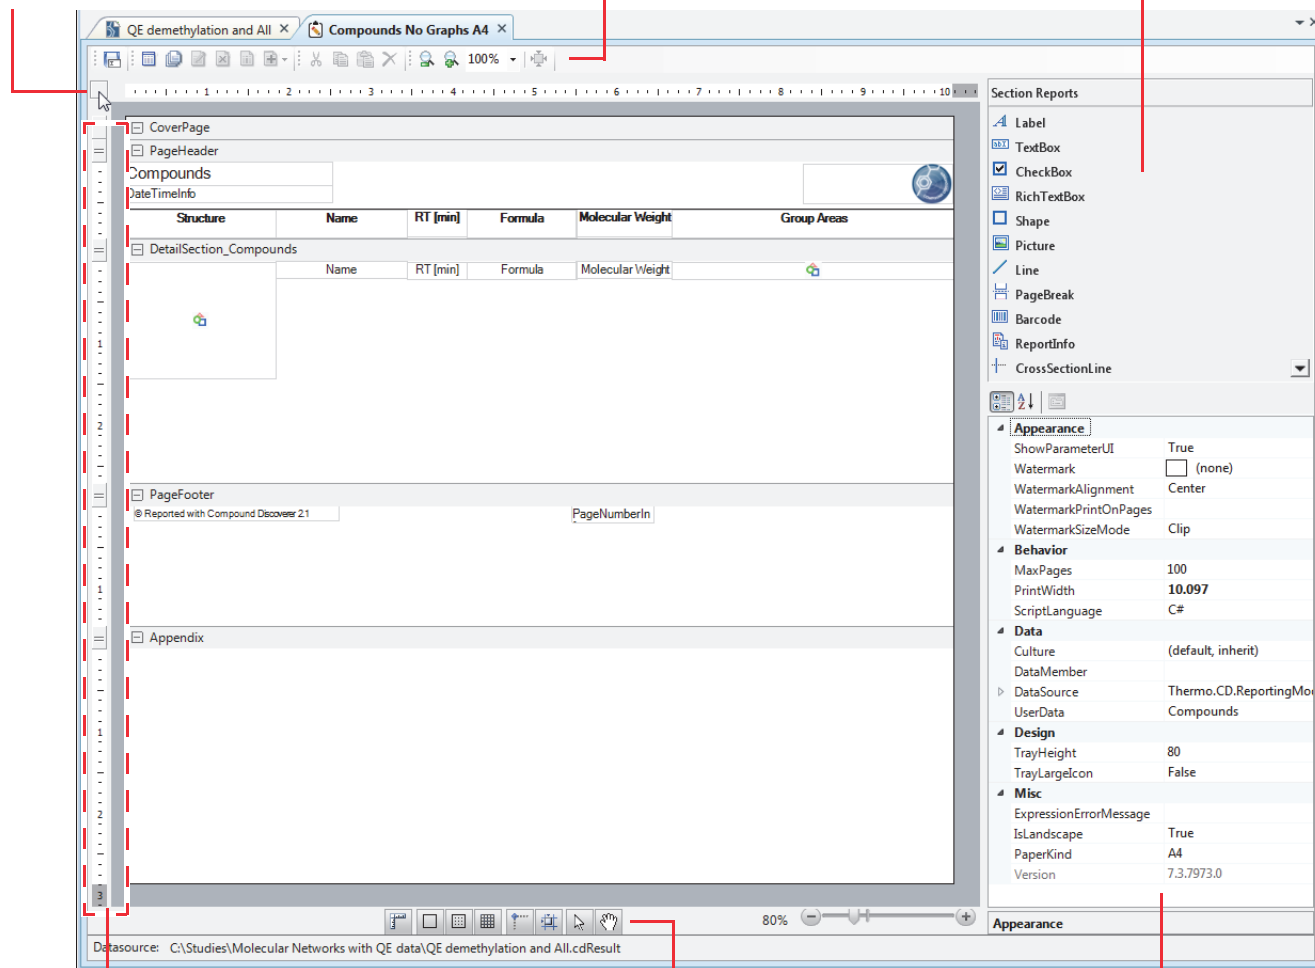 QE demethylation and All
Compounds No Graphs A4
100%
1 2 3 4 5 6 7 8 9 10
CoverPage
PageHeader
Compounds
DateTimeInfo
Structure Name RT [min] Formula Molecular Weight Group Areas
DetailSection_Compounds
Name RT [min] Formula Molecular Weight
1
2
PageFooter
® Reported with Compound Discoverer 2.1 PageNumberIn
1
Appendix
1
2
3
80%
Datasource: C:\Studies\Molecular Networks with QE data\QE demethylation and All.cdResult
Section Reports
Label
TextBox
CheckBox
RichTextBox
Shape
Picture
Line
PageBreak
Barcode
ReportInfo
CrossSectionLine
Appearance
ShowParameterUI True
Watermark (none)
WatermarkAlignment Center
WatermarkPrintOnPages
WatermarkSizeMode Clip
Behavior
MaxPages 100
PrintWidth 10.097
ScriptLanguage C#
Data
Culture (default, inherit)
DataMember
DataSource Thermo.CD.ReportingMo
UserData Compounds
Design
TrayHeight 80
TrayLargeIcon False
Misc
ExpressionErrorMessage
IsLandscape True
PaperKind A4
Version 7.3.7973.0
Appearance